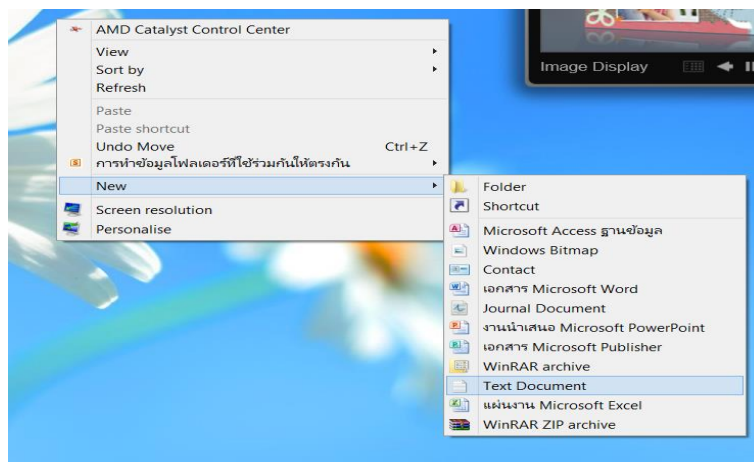 AMD Catalyst Control Center
View
Sort by
Refresh
Paste
Paste shortcut
Undo Move Ctrl+Z
การทำข้อมูลโฟลเดอร์ที่ใช้ร่วมกันให้ตรงกัน
New
Screen resolution
Personalise
Image Display
Folder
Shortcut
Microsoft Access ฐานข้อมูล
Windows Bitmap
Contact
เอกสาร Microsoft Word
Journal Document
งานนำเสนอ Microsoft PowerPoint
เอกสาร Microsoft Publisher
WinRAR archive
Text Document
แผ่นงาน Microsoft Excel
WinRAR ZIP archive